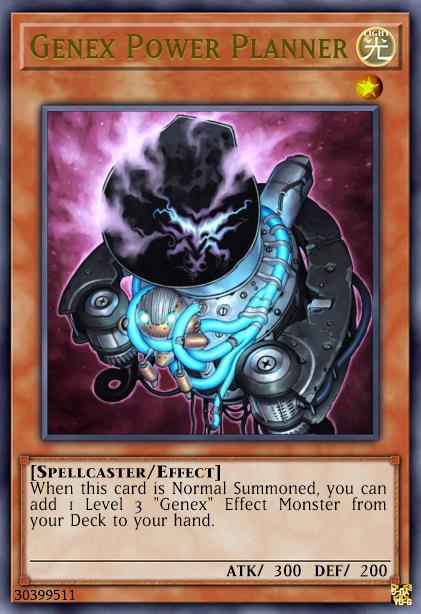 GENEX POWER PLANNER
LIGHT
光
[SPELLCASTER/EFFECT]
When this card is Normal Summoned, you can
add 1 Level 3 "Genex" Effect Monster from
your Deck to your hand.
ATK/ 300 DEF/ 200
30399511